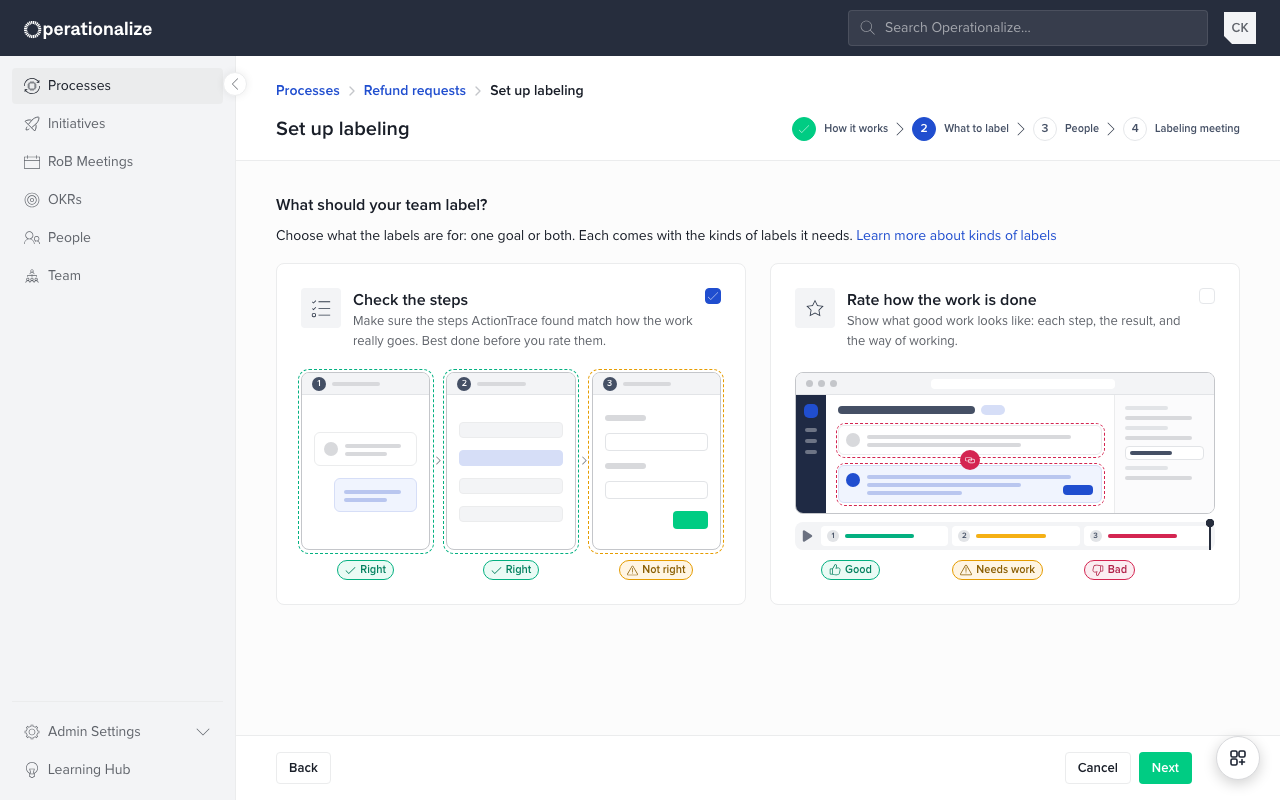 Operationalize
Search Operationalize...
CK
Processes
Initiatives
RoB Meetings
OKRs
People
Team
Admin Settings
Learning Hub
Processes > Refund requests > Set up labeling
Set up labeling
How it works
2 What to label
3 People
4 Labeling meeting
What should your team label?
Choose what the labels are for: one goal or both. Each comes with the kinds of labels it needs. Learn more about kinds of labels
Check the steps
Make sure the steps ActionTrace found match how the work
really goes. Best done before you rate them.
1
2
3
Right
Right
Not right
Rate how the work is done
Show what good work looks like: each step, the result, and
the way of working.
1
2
3
Good
Needs work
Bad
Back
Cancel
Next